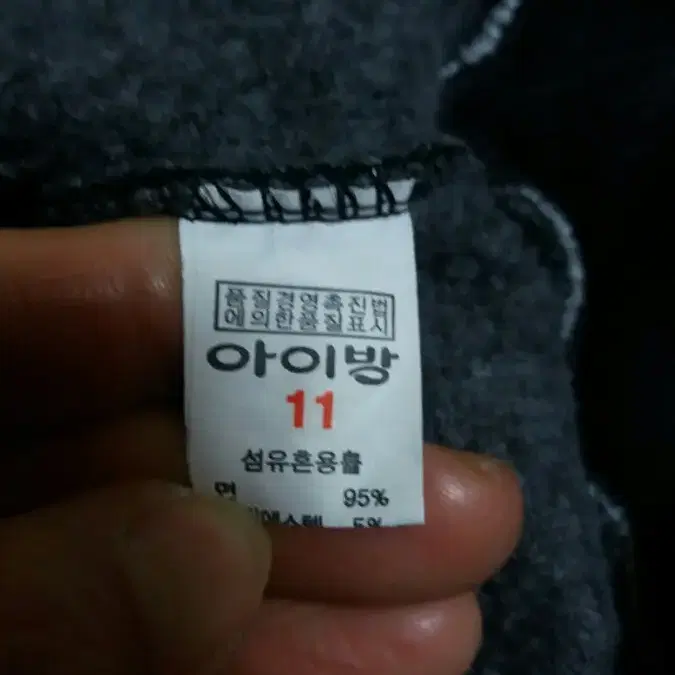 품질경영촉진법
에의한품질표시
아이방
11
섬유혼용률
면 95%
5%